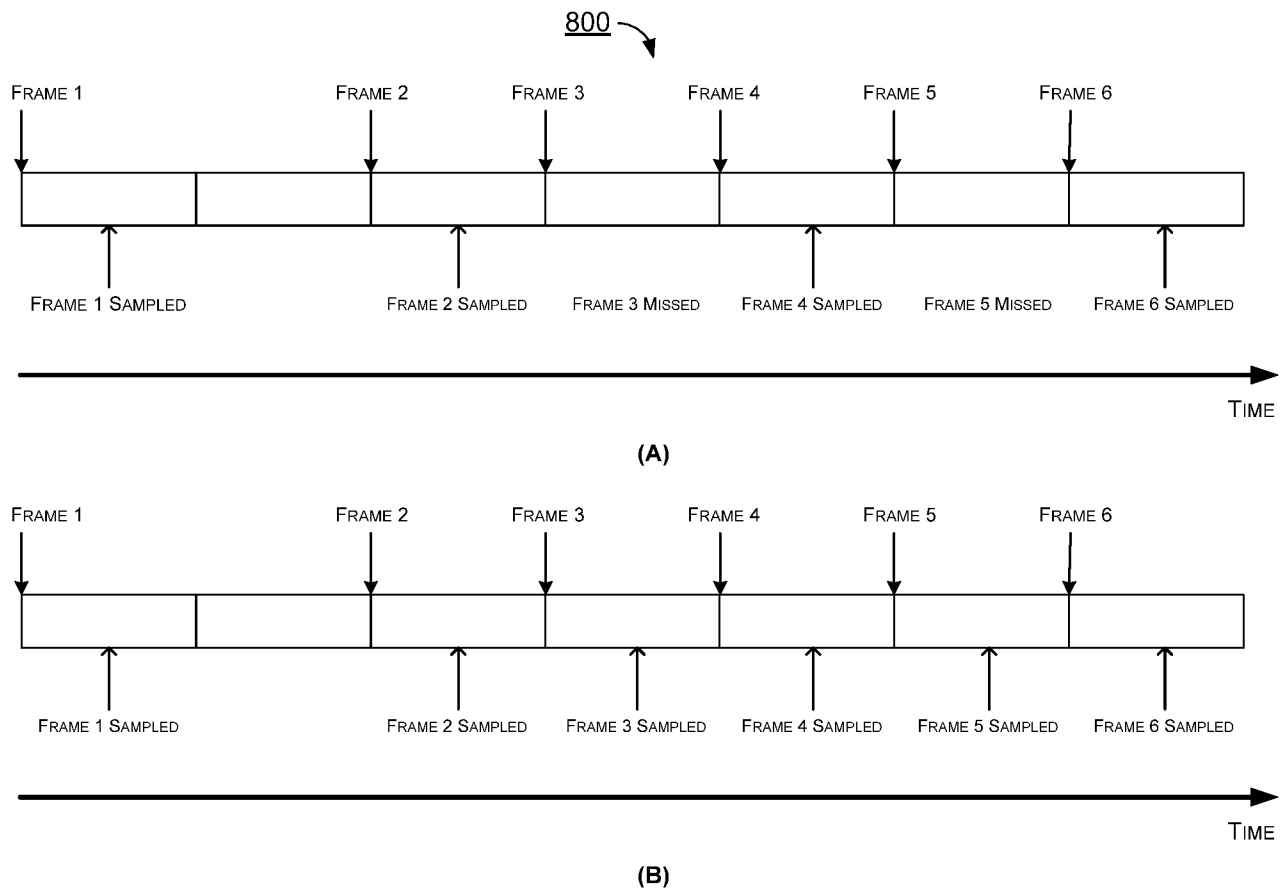 800
FRAME 1 FRAME 2 FRAME 3 FRAME 4 FRAME 5 FRAME 6
FRAME 1 SAMPLED FRAME 2 SAMPLED FRAME 3 MISSED FRAME 4 SAMPLED FRAME 5 MISSED FRAME 6 SAMPLED
TIME
(A)
FRAME 1 FRAME 2 FRAME 3 FRAME 4 FRAME 5 FRAME 6
FRAME 1 SAMPLED FRAME 2 SAMPLED FRAME 3 SAMPLED FRAME 4 SAMPLED FRAME 5 SAMPLED FRAME 6 SAMPLED
TIME
(B)